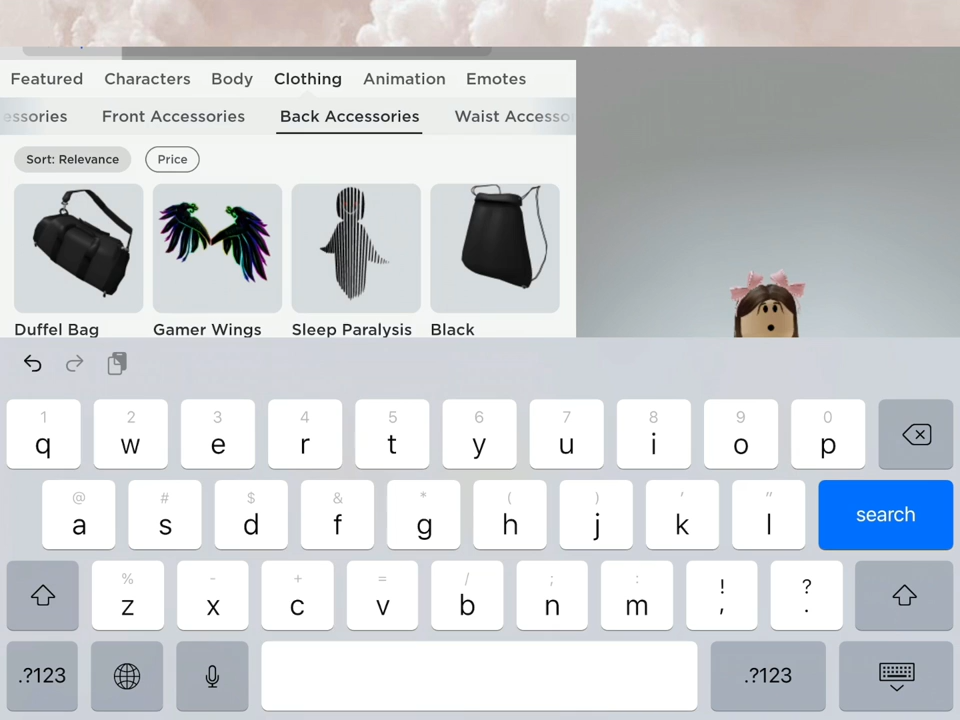 Featured Characters Body Clothing Animation Emotes
essories Front Accessories Back Accessories Waist Accesso
Sort: Relevance Price
Duffel Bag Gamer Wings Sleep Paralysis Black
1 2 3 4 5 6 7 8 9 0
q w e r t y u i o p
@ # $ & * ( ) ' "
a s d f g h j k l search
% - + = / ; : ! ?
z x c v b n m , .
.?123 .?123